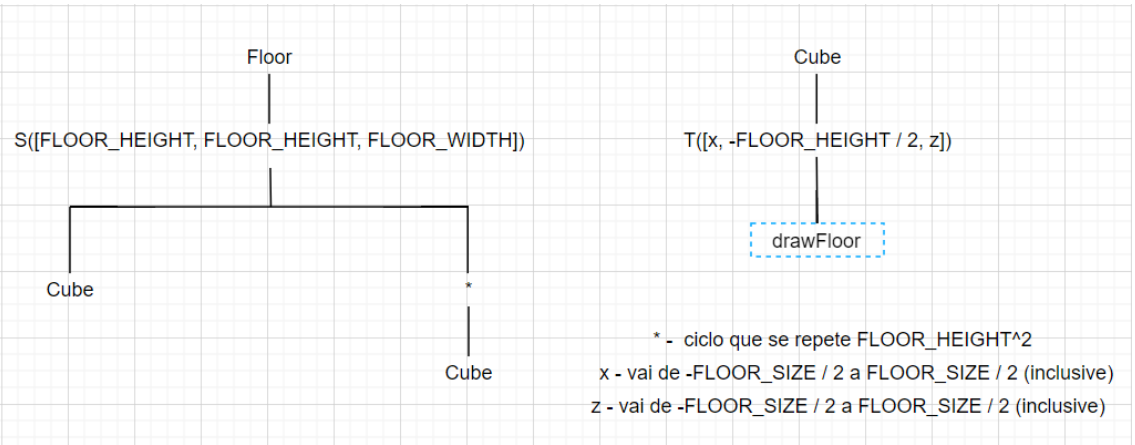 Floor
S([FLOOR_HEIGHT, FLOOR_HEIGHT, FLOOR_WIDTH])
Cube
*
Cube
Cube
T([x, -FLOOR_HEIGHT / 2, z])
drawFloor
* - ciclo que se repete FLOOR_HEIGHT^2
x - vai de -FLOOR_SIZE / 2 a FLOOR_SIZE / 2 (inclusive)
z - vai de -FLOOR_SIZE / 2 a FLOOR_SIZE / 2 (inclusive)